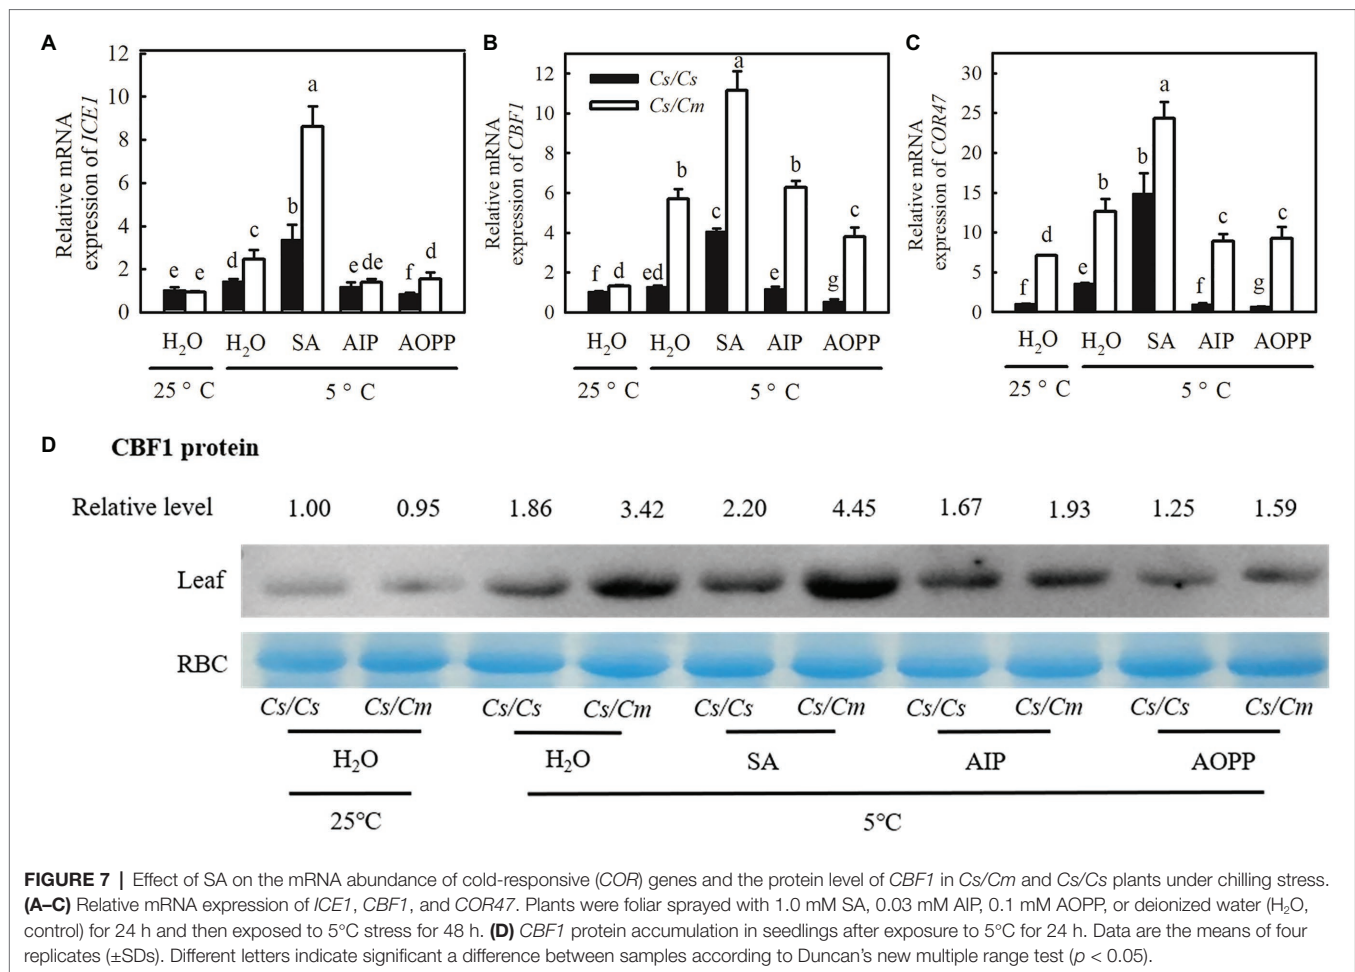 A
Relative mRNA
expression of ICE1
12
10
8
6
4
2
0
e e d c b a e de f d
H2O H2O SA AIP AOPP
25 ° C 5 ° C
B
Relative mRNA
expression of CBF1
12
10
8
6
4
2
0
Cs/Cs
Cs/Cm
f d ed b c a e b g c
H2O H2O SA AIP AOPP
25 ° C 5 ° C
C
Relative mRNA
expression of COR47
30
25
20
15
10
5
0
f d e b b a f c g c
H2O H2O SA AIP AOPP
25 ° C 5 ° C
D CBF1 protein
Relative level 1.00 0.95 1.86 3.42 2.20 4.45 1.67 1.93 1.25 1.59
Leaf
RBC
Cs/Cs Cs/Cm Cs/Cs Cs/Cm Cs/Cs Cs/Cm Cs/Cs Cs/Cm Cs/Cs Cs/Cm
H2O H2O SA AIP AOPP
25°C 5°C
FIGURE 7 | Effect of SA on the mRNA abundance of cold-responsive (COR) genes and the protein level of CBF1 in Cs/Cm and Cs/Cs plants under chilling stress.
(A–C) Relative mRNA expression of ICE1, CBF1, and COR47. Plants were foliar sprayed with 1.0 mM SA, 0.03 mM AIP, 0.1 mM AOPP, or deionized water (H2O,
control) for 24 h and then exposed to 5°C stress for 48 h. (D) CBF1 protein accumulation in seedlings after exposure to 5°C for 24 h. Data are the means of four
replicates (±SDs). Different letters indicate significant a difference between samples according to Duncan's new multiple range test (p < 0.05).